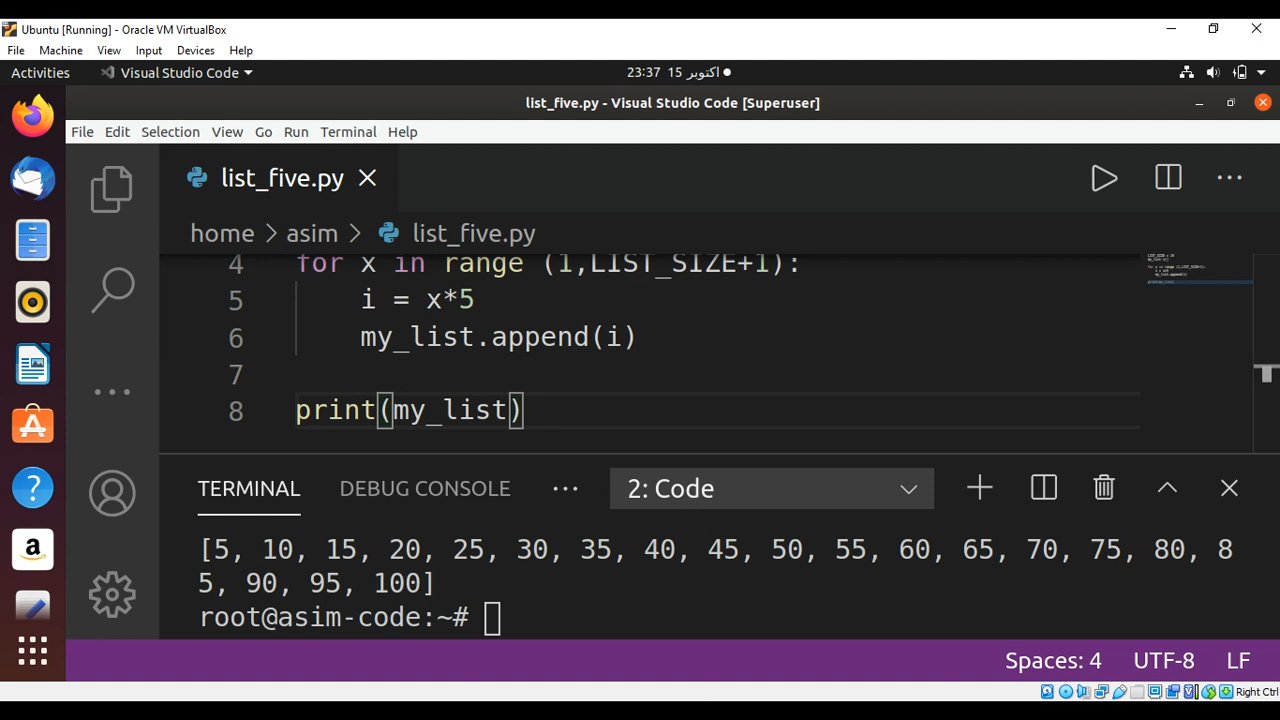 Ubuntu [Running] - Oracle VM VirtualBox
File Machine View Input Devices Help
Activities Visual Studio Code 23:37 15 اکتوبر
list_five.py - Visual Studio Code [Superuser]
File Edit Selection View Go Run Terminal Help
list_five.py
home > asim > list_five.py
4 for x in range (1,LIST_SIZE+1):
5 i = x*5
6 my_list.append(i)
7
8 print(my_list)
TERMINAL DEBUG CONSOLE 2: Code
[5, 10, 15, 20, 25, 30, 35, 40, 45, 50, 55, 60, 65, 70, 75, 80, 8
5, 90, 95, 100]
root@asim-code:~#
Spaces: 4 UTF-8 LF
Right Ctrl